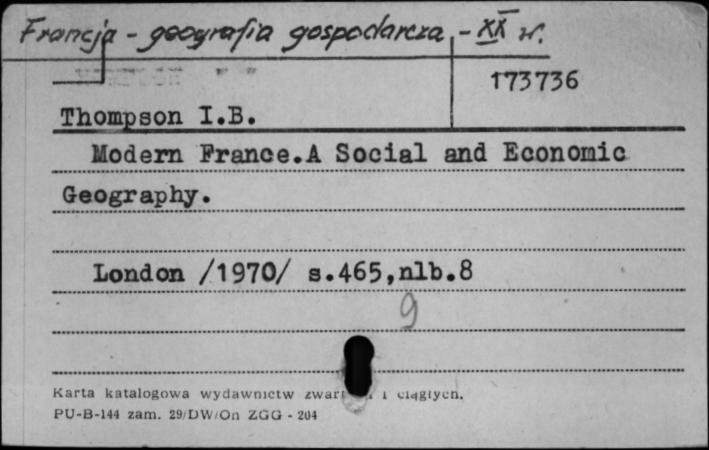 Francja - geografia gospodarcza - XX w.
173736
Thompson I.B.
Modern France.A Social and Economic
Geography.
London /1970/ s.465,nlb.8
9
Karta katalogowa wydawnictw i ciągłych.
PU-B-144 zam. 29/DW/On ZGG - 204